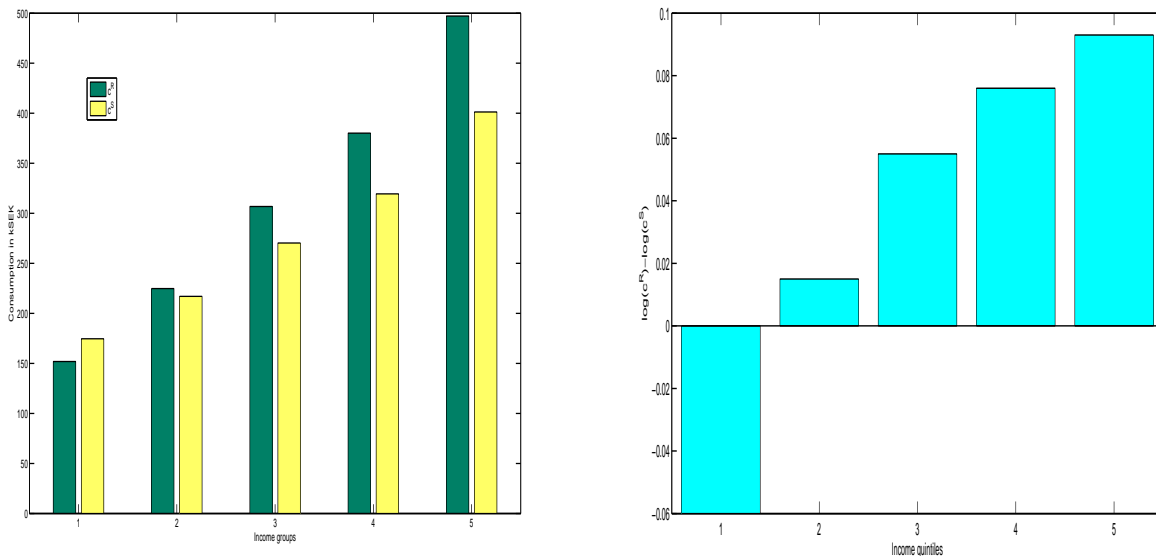 500
450
400
350
300
250
200
150
100
50
0
Consumption in kSEK
c^R
c^S
1 2 3 4 5
Income groups
0.1
0.08
0.06
0.04
0.02
0
−0.02
−0.04
−0.06
log(c^R)−log(c^S)
1 2 3 4 5
Income quintiles